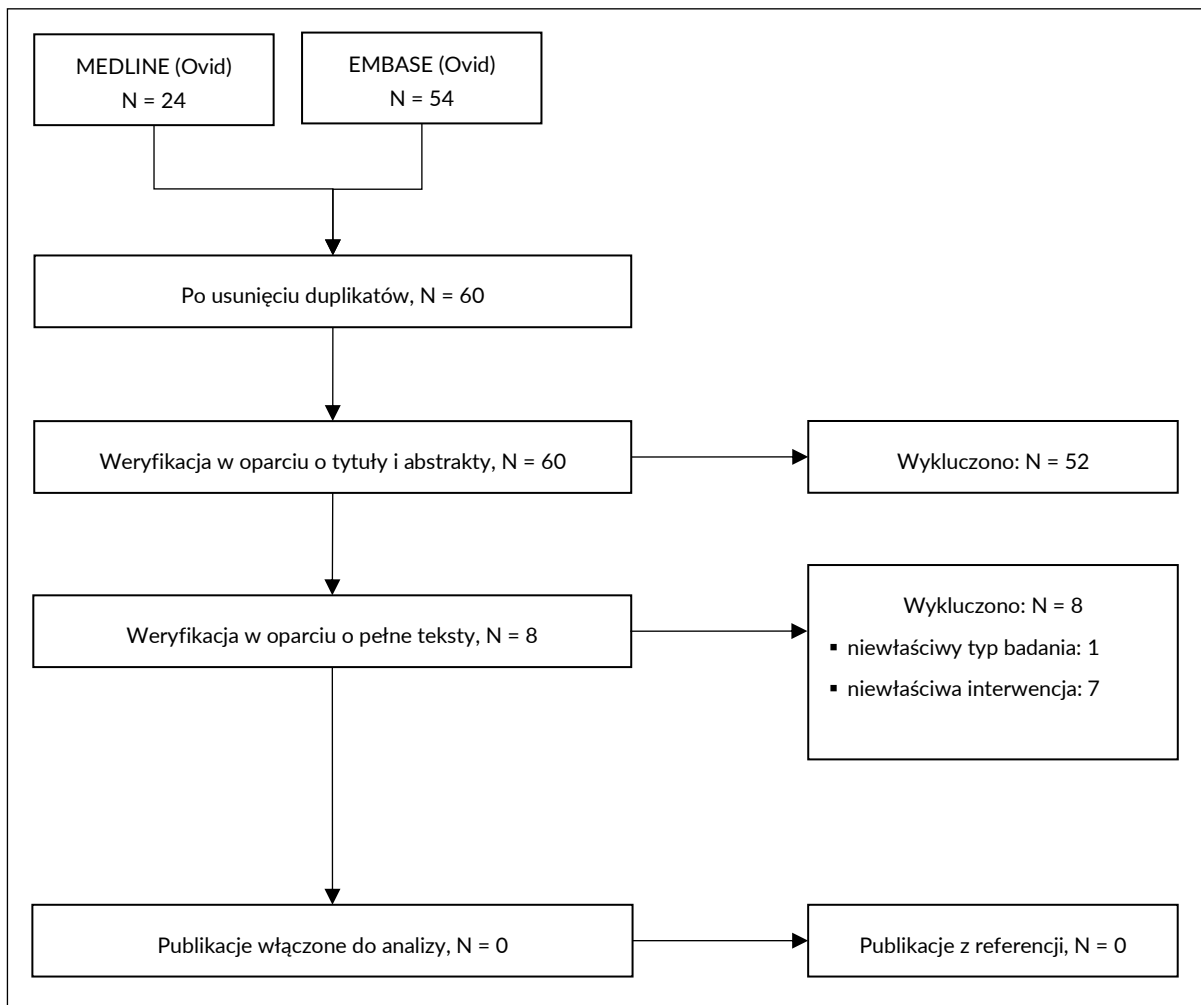 MEDLINE (Ovid)
N = 24
EMBASE (Ovid)
N = 54
Po usunięciu duplikatów, N = 60
Weryfikacja w oparciu o tytuły i abstrakty, N = 60
Wykluczono: N = 52
Weryfikacja w oparciu o pełne teksty, N = 8
Wykluczono: N = 8
▪ niewłaściwy typ badania: 1
▪ niewłaściwa interwencja: 7
Publikacje włączone do analizy, N = 0
Publikacje z referencji, N = 0